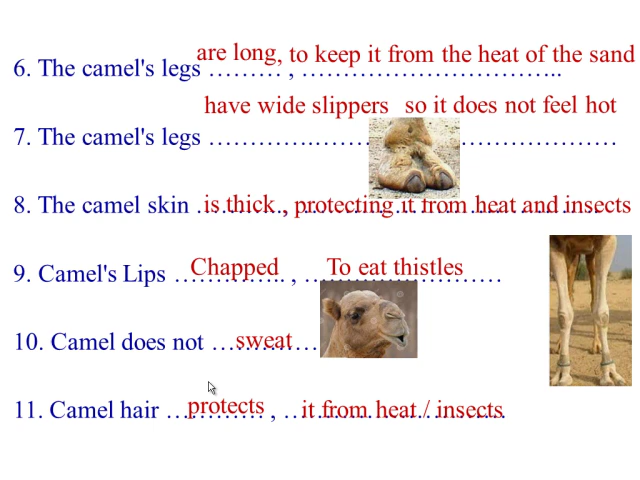 are long, to keep it from the heat of the sand
6. The camel's legs ……… , …………………………..
have wide slippers so it does not feel hot
7. The camel's legs ………….……………………………
is thick , protecting it from heat and insects
8. The camel skin ………… , ………………………………
Chapped To eat thistles
9. Camel's Lips ………….. , ……………………
sweat
10. Camel does not …………
protects it from heat / insects
11. Camel hair ………… , ………………………